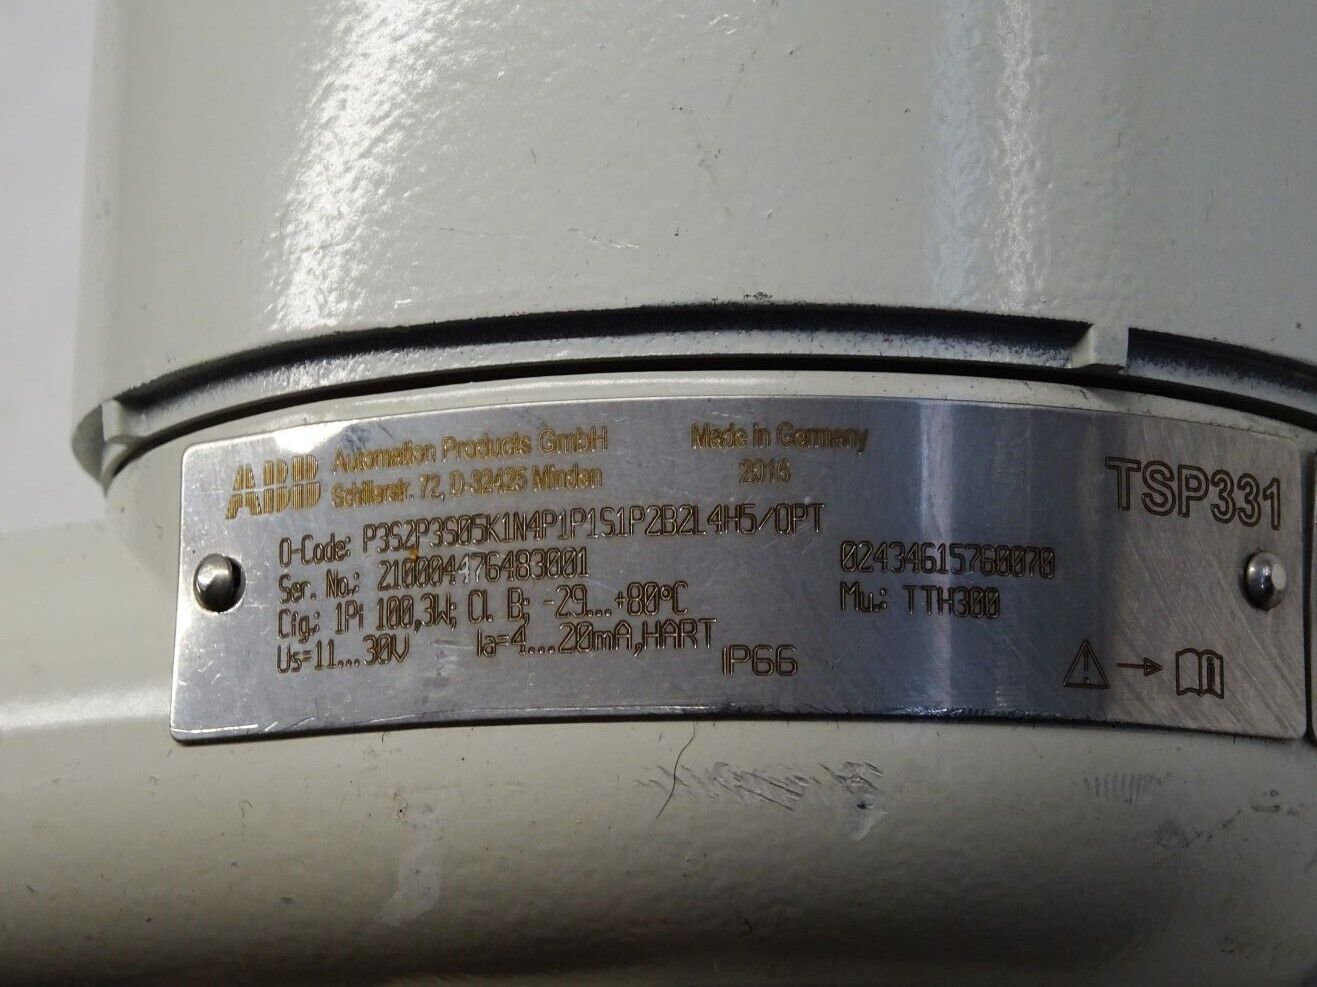 ABB Automation Products GmbH Made in Germany
Schillerstr. 72, D-32425 Minden 2015
TSP331
O-Code: P3S2P3S05K1N4P1P1S1P2B2L4H5/OPT
Ser. No.: 210004476483001 02434615760070
Cfg.: 1Pt 100,3W; Cl. B; -29...+80°C Mu.: TTH300
Us=11...30V Ia=4...20mA,HART
IP66